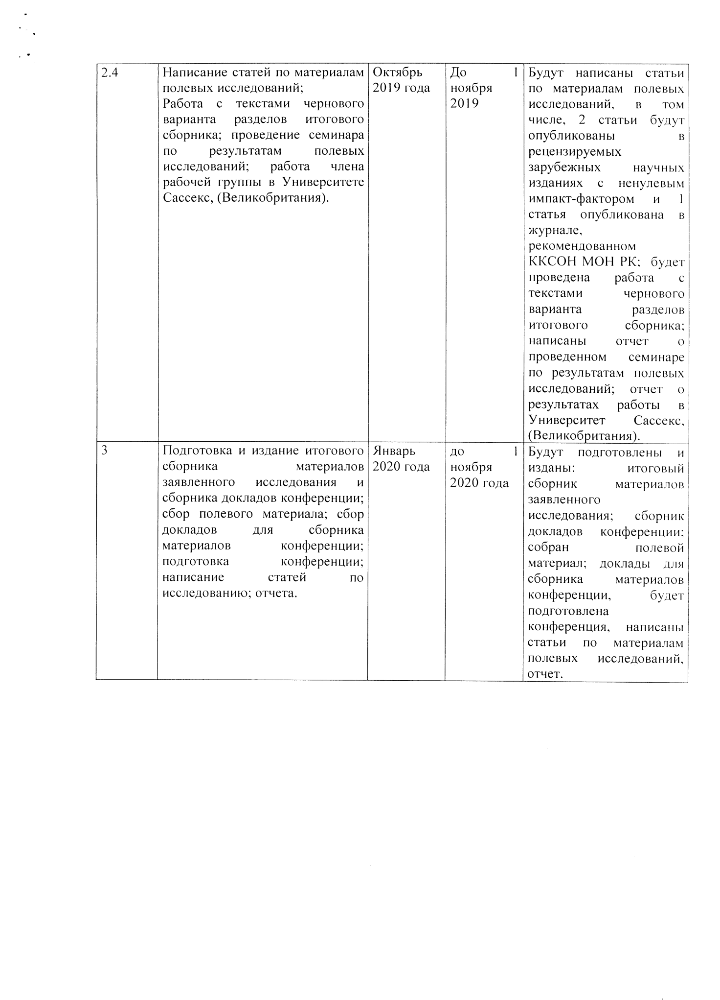 2.4
Написание статей по материалам
полевых исследований;
Работа с текстами чернового
варианта разделов итогового
сборника; проведение семинара
по результатам полевых
исследований; работа члена
рабочей группы в Университете
Сассекс, (Великобритания).
Октябрь
2019 года
До 1
ноября
2019
Будут написаны статьи
по материалам полевых
исследований, в том
числе, 2 статьи будут
опубликованы в
рецензируемых
зарубежных научных
изданиях с ненулевым
импакт-фактором и 1
статья опубликована в
журнале,
рекомендованном
ККСОН МОН РК; будет
проведена работа с
текстами чернового
варианта разделов
итогового сборника;
написаны отчет о
проведенном семинаре
по результатам полевых
исследований; отчет о
результатах работы в
Университет Сассекс,
(Великобритания).
3
Подготовка и издание итогового
сборника материалов
заявленного исследования и
сборника докладов конференции;
сбор полевого материала; сбор
докладов для сборника
материалов конференции;
подготовка конференции;
написание статей по
исследованию; отчета.
Январь
2020 года
до 1
ноября
2020 года
Будут подготовлены и
изданы: итоговый
сборник материалов
заявленного
исследования; сборник
докладов конференции;
собран полевой
материал; доклады для
сборника материалов
конференции, будет
подготовлена
конференция, написаны
статьи по материалам
полевых исследований,
отчет.